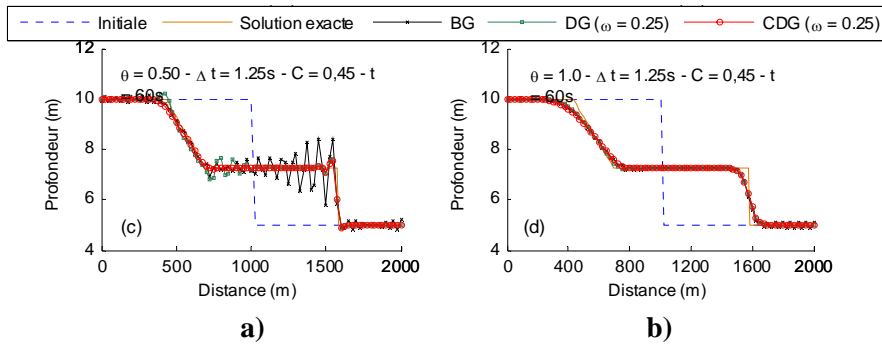 Initiale Solution exacte BG DG (ω = 0.25) CDG (ω = 0.25)
12
10
8
6
4
Profondeur (m)
θ = 0.50 - Δ t = 1.25s - C = 0,45 - t
= 60s
(c)
0 500 1000 1500 2000
Distance (m)
a)
12
10
8
6
4
Profondeur (m)
θ = 1.0 - Δ t = 1.25s - C = 0,45 - t
= 60s
(d)
0 400 800 1200 1600 2000
Distance (m)
b)